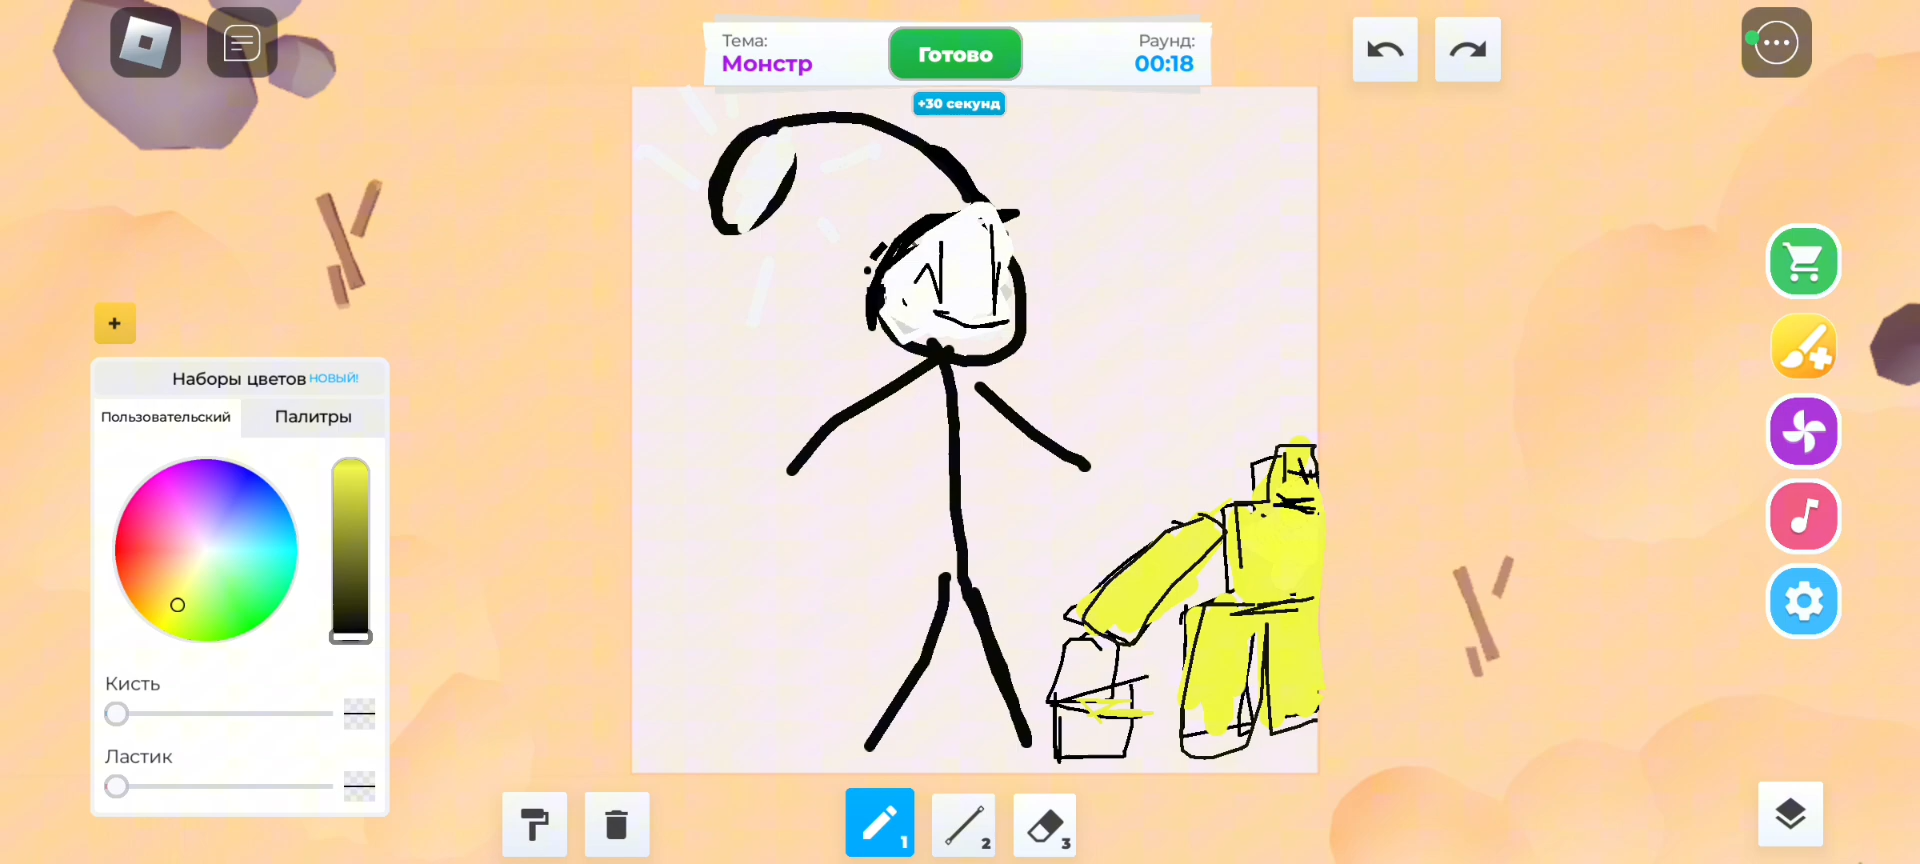 Тема:
Монстр
Готово
Раунд:
00:18
+30 секунд
+
Наборы цветов НОВЫЙ!
Пользовательский
Палитры
Кисть
Ластик
1
2
3